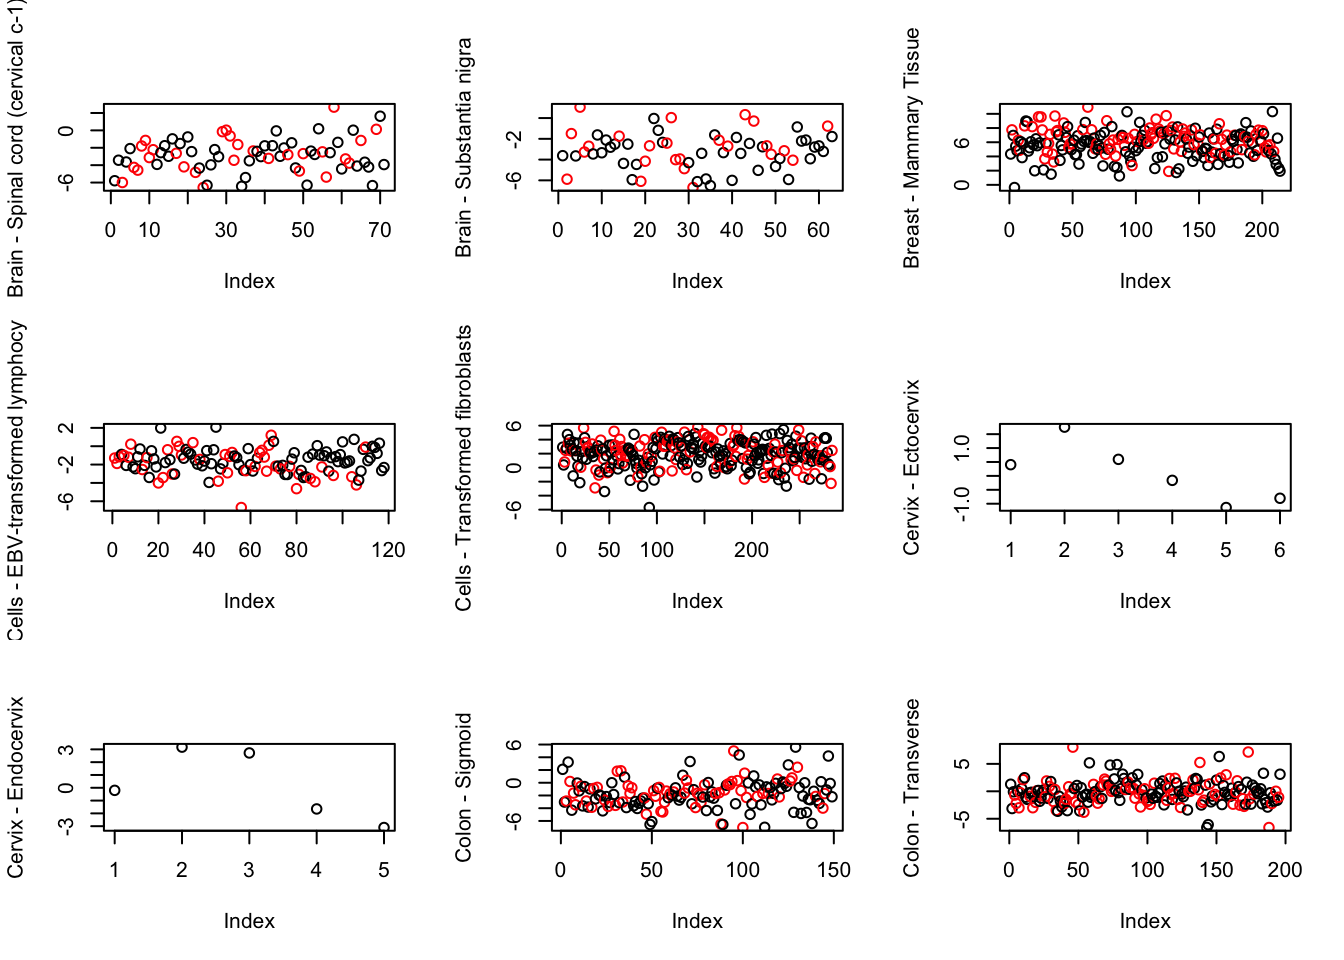 Brain - Spinal cord (cervical c-1)
0
-6
0 10 30 50 70
Index
Brain - Substantia nigra
-2
-6
0 10 20 30 40 50 60
Index
Breast - Mammary Tissue
6
0
0 50 100 150 200
Index
Cells - EBV-transformed lymphocy
2
-2
-6
0 20 40 60 80 120
Index
Cells - Transformed fibroblasts
6
0
-6
0 50 100 200
Index
Cervix - Ectocervix
1.0
-1.0
1 2 3 4 5 6
Index
Cervix - Endocervix
3
0
-3
1 2 3 4 5
Index
Colon - Sigmoid
6
0
-6
0 50 100 150
Index
Colon - Transverse
5
-5
0 50 100 150 200
Index